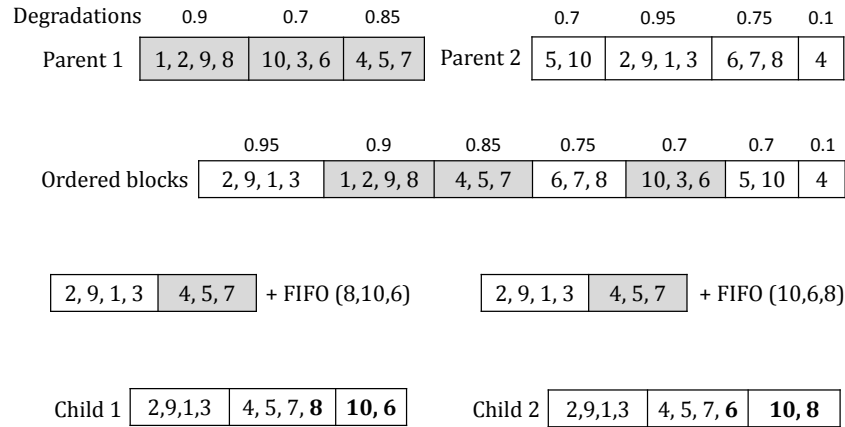 Degradations 0.9 0.7 0.85 0.7 0.95 0.75 0.1
Parent 1 1, 2, 9, 8 10, 3, 6 4, 5, 7 Parent 2 5, 10 2, 9, 1, 3 6, 7, 8 4
0.95 0.9 0.85 0.75 0.7 0.7 0.1
Ordered blocks 2, 9, 1, 3 1, 2, 9, 8 4, 5, 7 6, 7, 8 10, 3, 6 5, 10 4
2, 9, 1, 3 4, 5, 7 + FIFO (8,10,6) 2, 9, 1, 3 4, 5, 7 + FIFO (10,6,8)
Child 1 2,9,1,3 4, 5, 7, 8 10, 6 Child 2 2,9,1,3 4, 5, 7, 6 10, 8